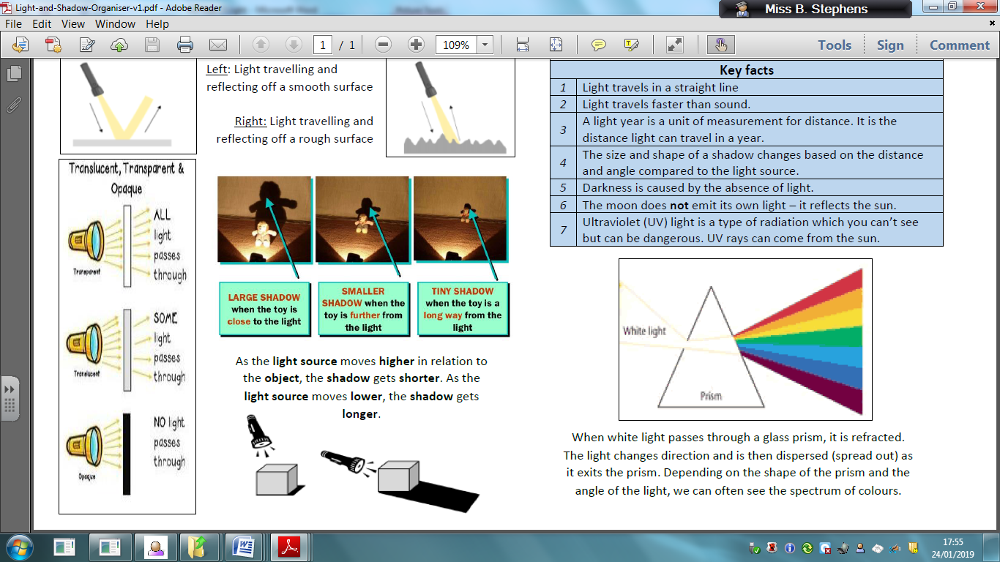 Light-and-Shadow-Organiser-v1.pdf - Adobe Reader
Miss B. Stephens
File Edit View Window Help
1 / 1
109%
Tools Sign Comment
Left: Light travelling and
reflecting off a smooth surface
Right: Light travelling and
reflecting off a rough surface
Translucent, Transparent &
Opaque
ALL
light
passes
through
Transparent
SOME
light
passes
through
Translucent
NO light
passes
through
Opaque
LARGE SHADOW
when the toy is
close to the light
SMALLER
SHADOW when the
toy is further from
the light
TINY SHADOW
when the toy is a
long way from the
light
As the light source moves higher in relation to
the object, the shadow gets shorter. As the
light source moves lower, the shadow gets
longer.
Key facts
1 Light travels in a straight line
2 Light travels faster than sound.
3 A light year is a unit of measurement for distance. It is the
distance light can travel in a year.
4 The size and shape of a shadow changes based on the distance
and angle compared to the light source.
5 Darkness is caused by the absence of light.
6 The moon does not emit its own light – it reflects the sun.
7 Ultraviolet (UV) light is a type of radiation which you can’t see
but can be dangerous. UV rays can come from the sun.
White light
Prism
When white light passes through a glass prism, it is refracted.
The light changes direction and is then dispersed (spread out) as
it exits the prism. Depending on the shape of the prism and the
angle of the light, we can often see the spectrum of colours.
17:55
24/01/2019